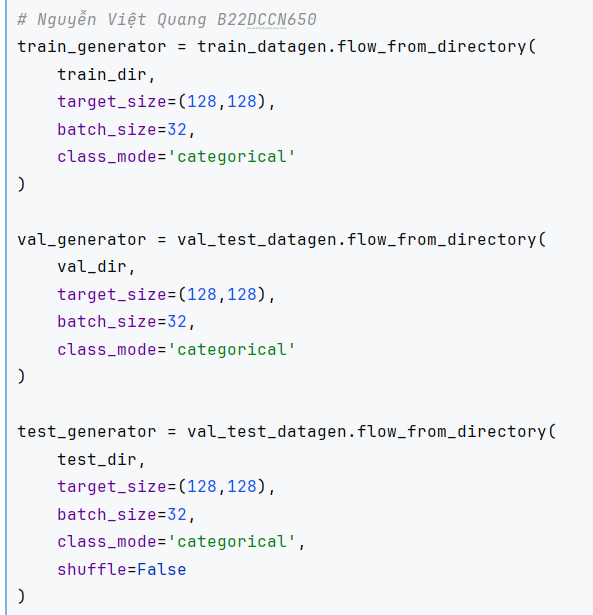 # Nguyễn Việt Quang B22DCCN650
train_generator = train_datagen.flow_from_directory(
    train_dir,
    target_size=(128,128),
    batch_size=32,
    class_mode='categorical'
)

val_generator = val_test_datagen.flow_from_directory(
    val_dir,
    target_size=(128,128),
    batch_size=32,
    class_mode='categorical'
)

test_generator = val_test_datagen.flow_from_directory(
    test_dir,
    target_size=(128,128),
    batch_size=32,
    class_mode='categorical',
    shuffle=False
)